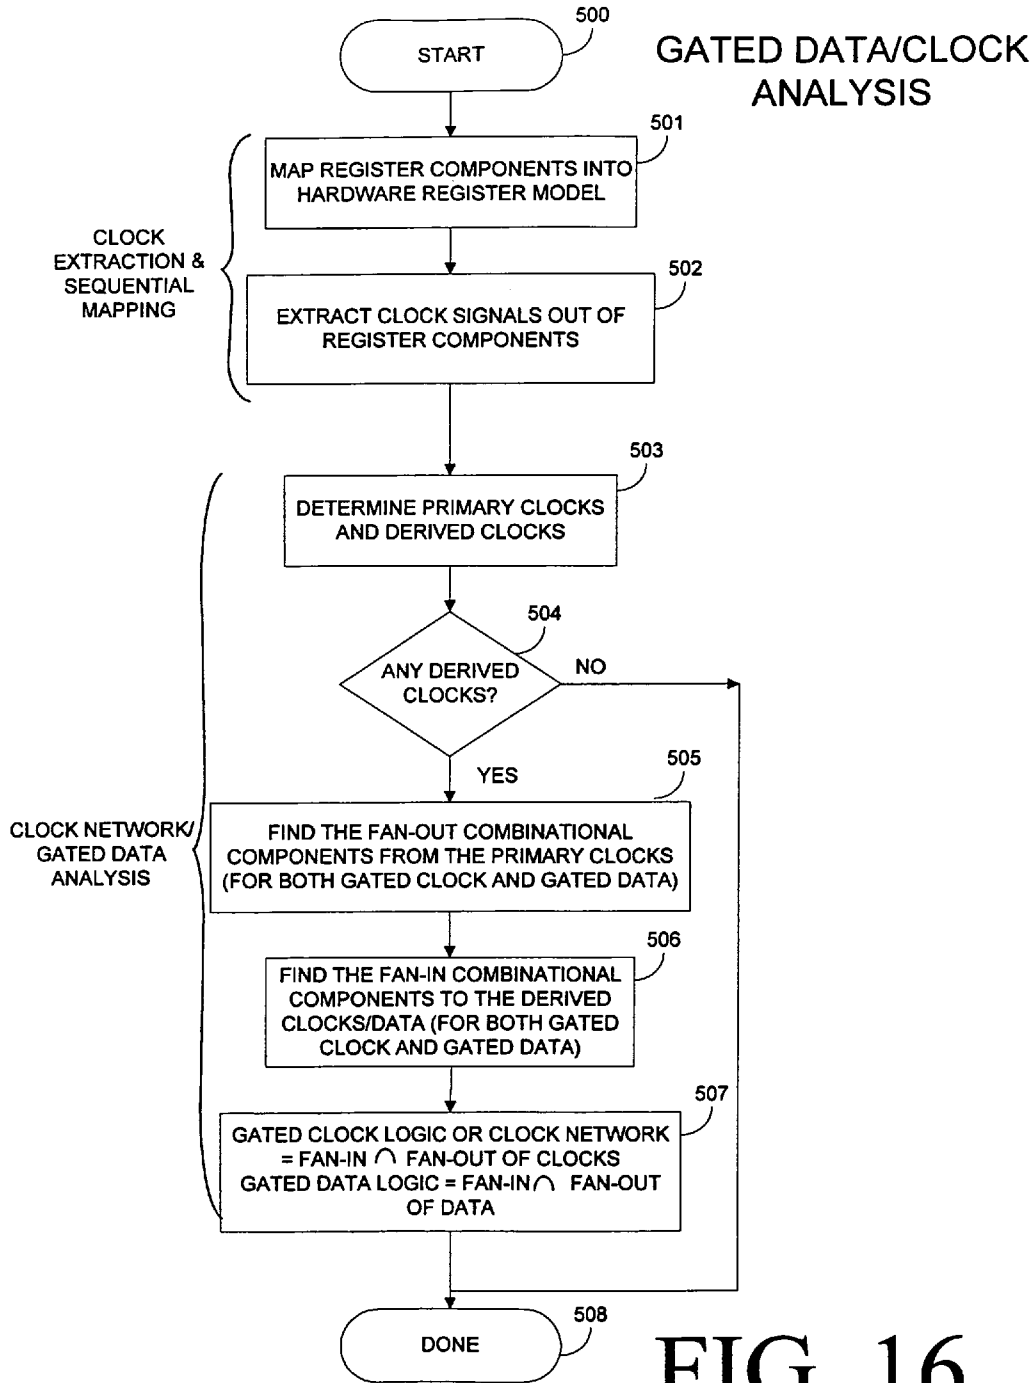 500
START
GATED DATA/CLOCK
ANALYSIS
501
MAP REGISTER COMPONENTS INTO
HARDWARE REGISTER MODEL
CLOCK
EXTRACTION &
SEQUENTIAL
MAPPING
502
EXTRACT CLOCK SIGNALS OUT OF
REGISTER COMPONENTS
503
DETERMINE PRIMARY CLOCKS
AND DERIVED CLOCKS
504
ANY DERIVED
CLOCKS?
NO
YES
505
FIND THE FAN-OUT COMBINATIONAL
COMPONENTS FROM THE PRIMARY CLOCKS
(FOR BOTH GATED CLOCK AND GATED DATA)
CLOCK NETWORK/
GATED DATA
ANALYSIS
506
FIND THE FAN-IN COMBINATIONAL
COMPONENTS TO THE DERIVED
CLOCKS/DATA (FOR BOTH GATED
CLOCK AND GATED DATA)
507
GATED CLOCK LOGIC OR CLOCK NETWORK
= FAN-IN ∩ FAN-OUT OF CLOCKS
GATED DATA LOGIC = FAN-IN ∩ FAN-OUT
OF DATA
508
DONE
FIG. 16